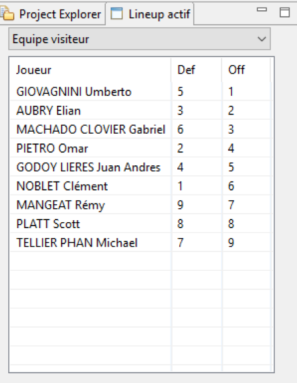 Project Explorer Lineup actif
Equipe visiteur
Joueur Def Off
GIOVAGNINI Umberto 5 1
AUBRY Elian 3 2
MACHADO CLOVIER Gabriel 6 3
PIETRO Omar 2 4
GODOY LIERES Juan Andres 4 5
NOBLET Clément 1 6
MANGEAT Rémy 9 7
PLATT Scott 8 8
TELLIER PHAN Michael 7 9